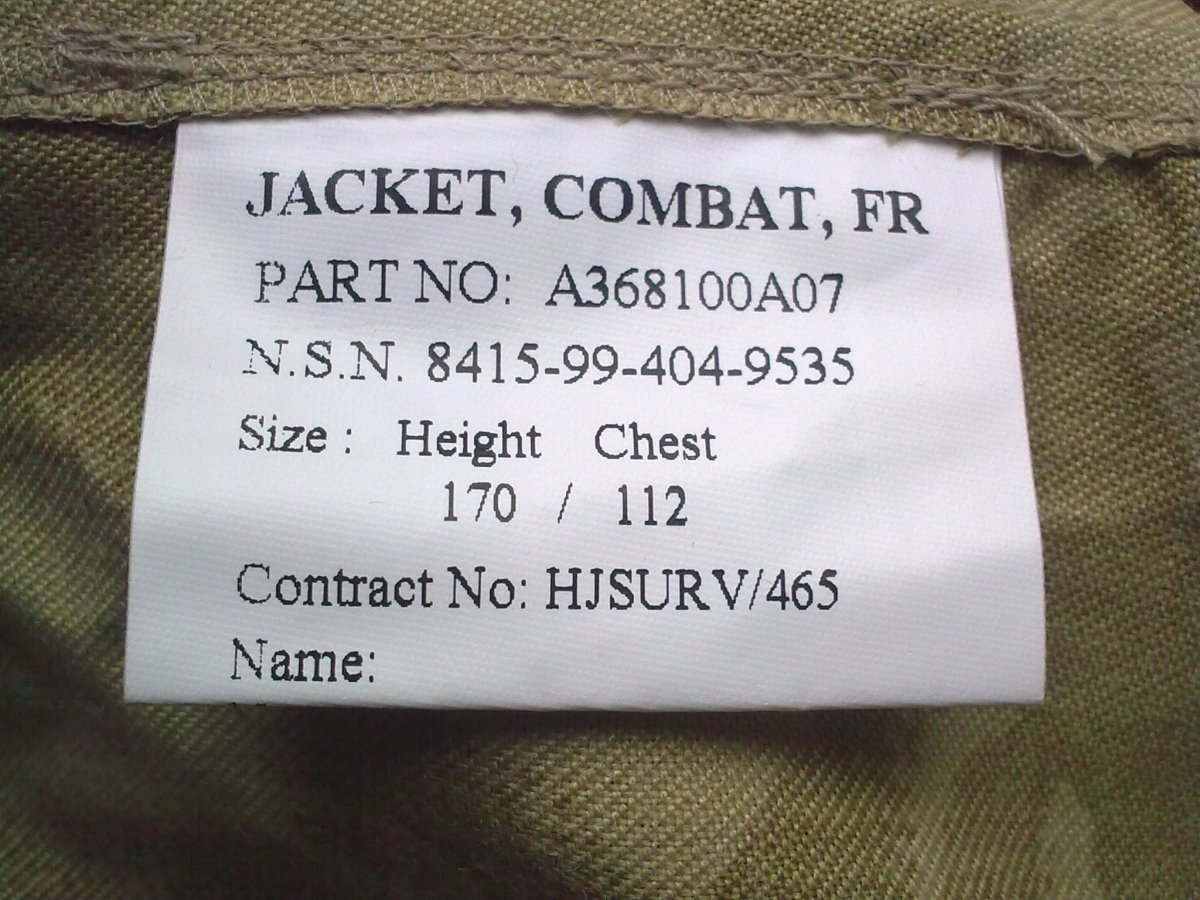 JACKET, COMBAT, FR
PART NO: A368100A07
N.S.N. 8415-99-404-9535
Size : Height Chest
170 / 112
Contract No: HJSURV/465
Name: